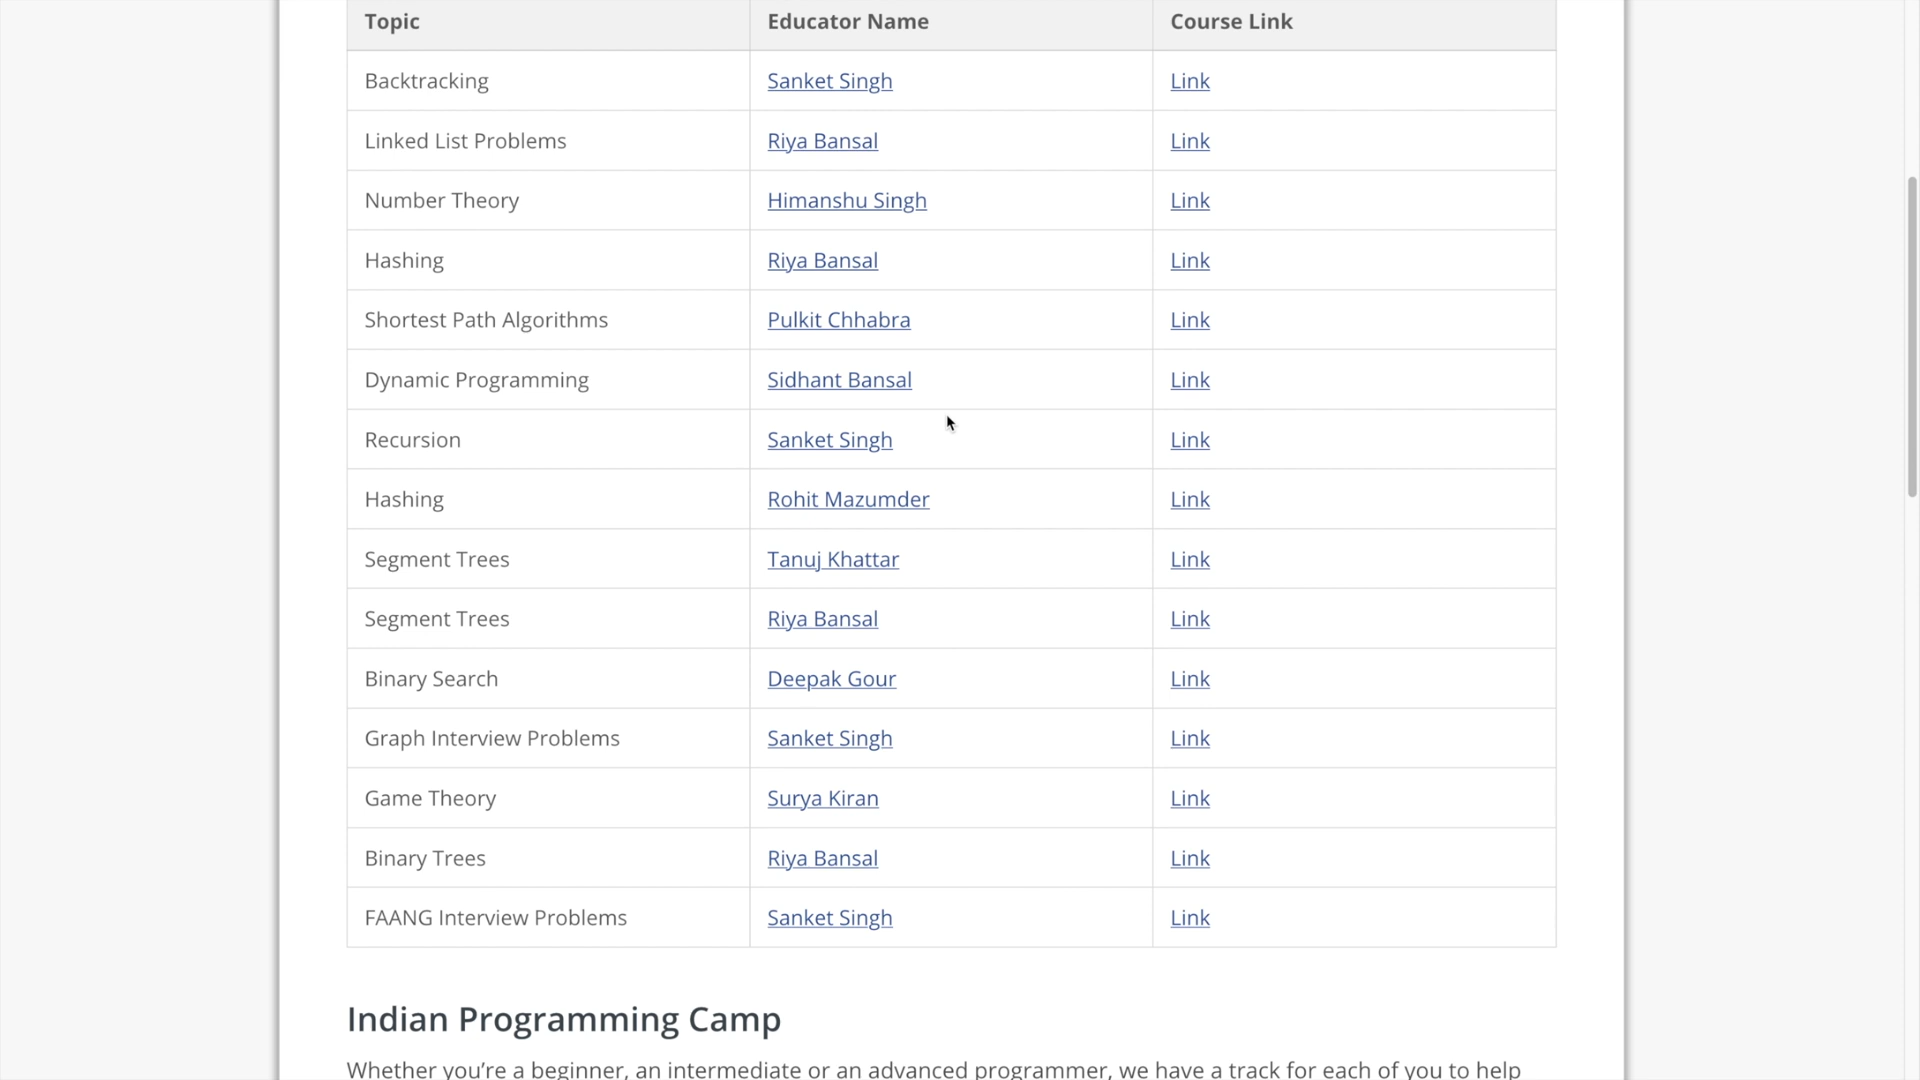 Topic Educator Name Course Link
Backtracking Sanket Singh Link
Linked List Problems Riya Bansal Link
Number Theory Himanshu Singh Link
Hashing Riya Bansal Link
Shortest Path Algorithms Pulkit Chhabra Link
Dynamic Programming Sidhant Bansal Link
Recursion Sanket Singh Link
Hashing Rohit Mazumder Link
Segment Trees Tanuj Khattar Link
Segment Trees Riya Bansal Link
Binary Search Deepak Gour Link
Graph Interview Problems Sanket Singh Link
Game Theory Surya Kiran Link
Binary Trees Riya Bansal Link
FAANG Interview Problems Sanket Singh Link
Indian Programming Camp
Whether you’re a beginner, an intermediate or an advanced programmer, we have a track for each of you to help